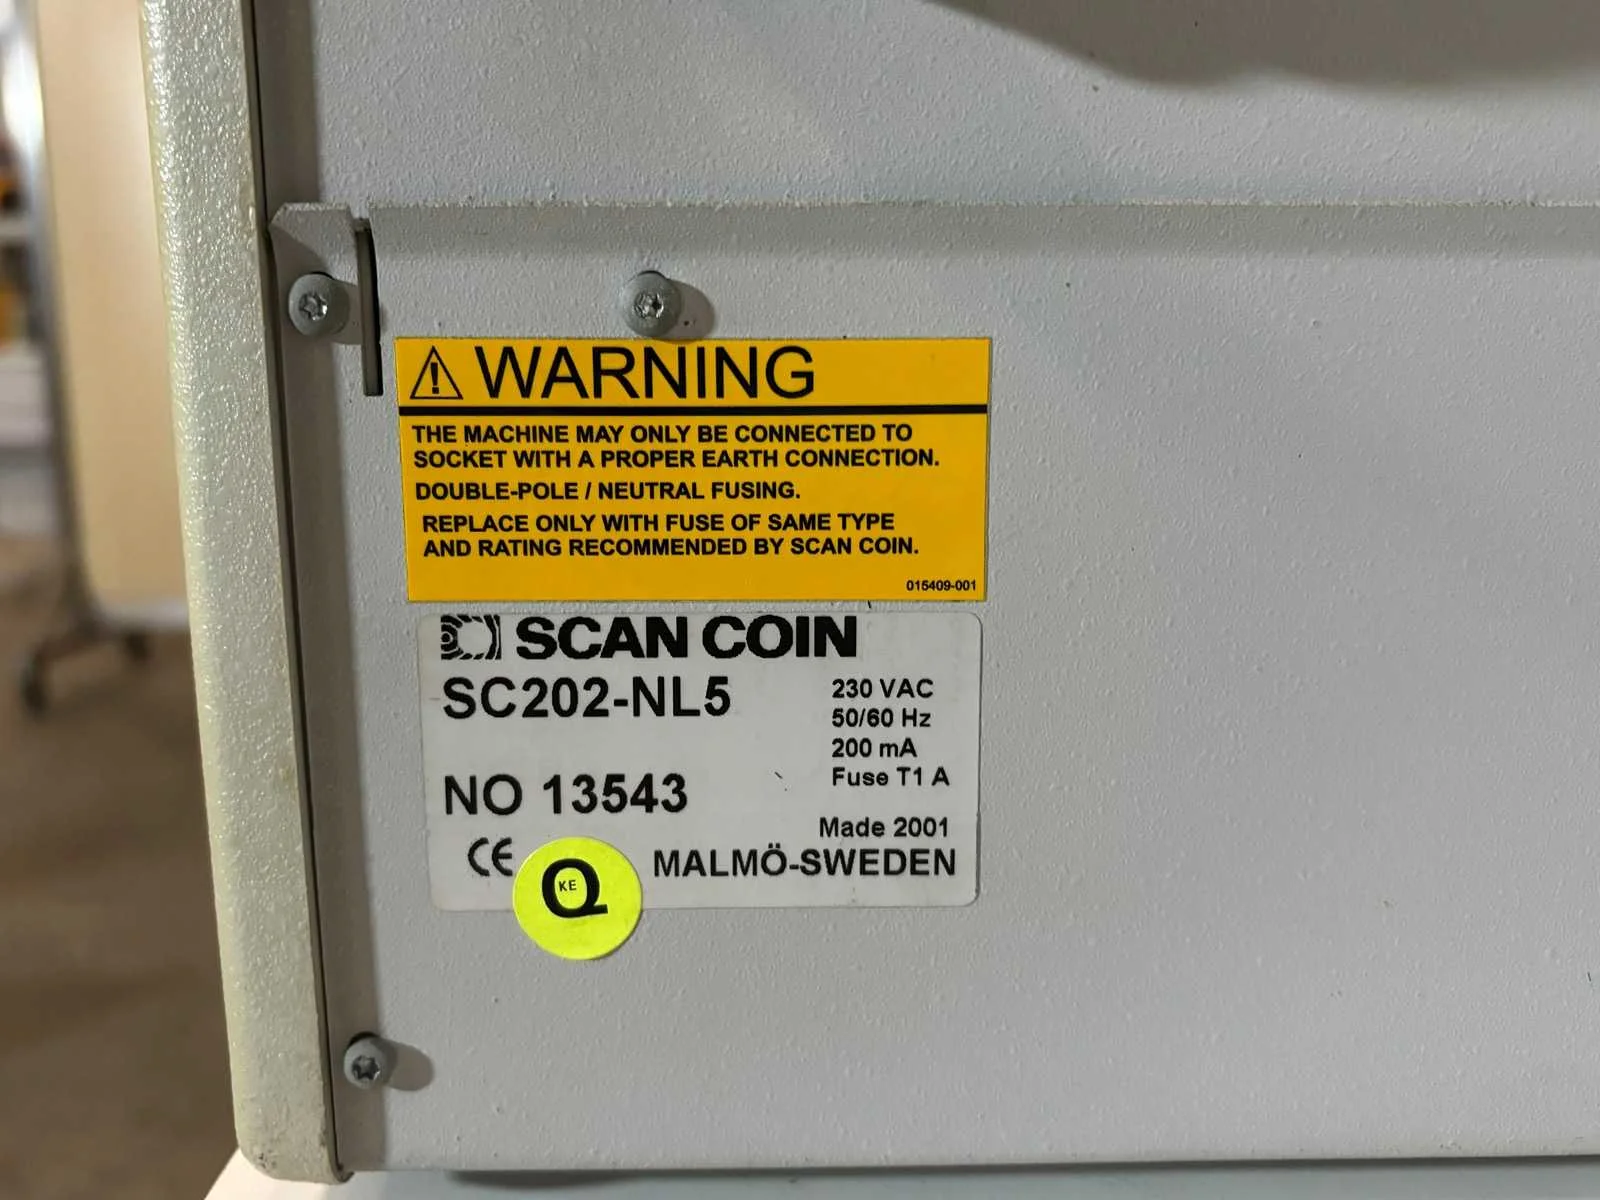 WARNING
THE MACHINE MAY ONLY BE CONNECTED TO
SOCKET WITH A PROPER EARTH CONNECTION.
DOUBLE-POLE / NEUTRAL FUSING.
REPLACE ONLY WITH FUSE OF SAME TYPE
AND RATING RECOMMENDED BY SCAN COIN.
015409-001
SCAN COIN
SC202-NL5
230 VAC
50/60 Hz
200 mA
Fuse T1 A
NO 13543
Made 2001
CE
MALMÖ-SWEDEN
Q
KE